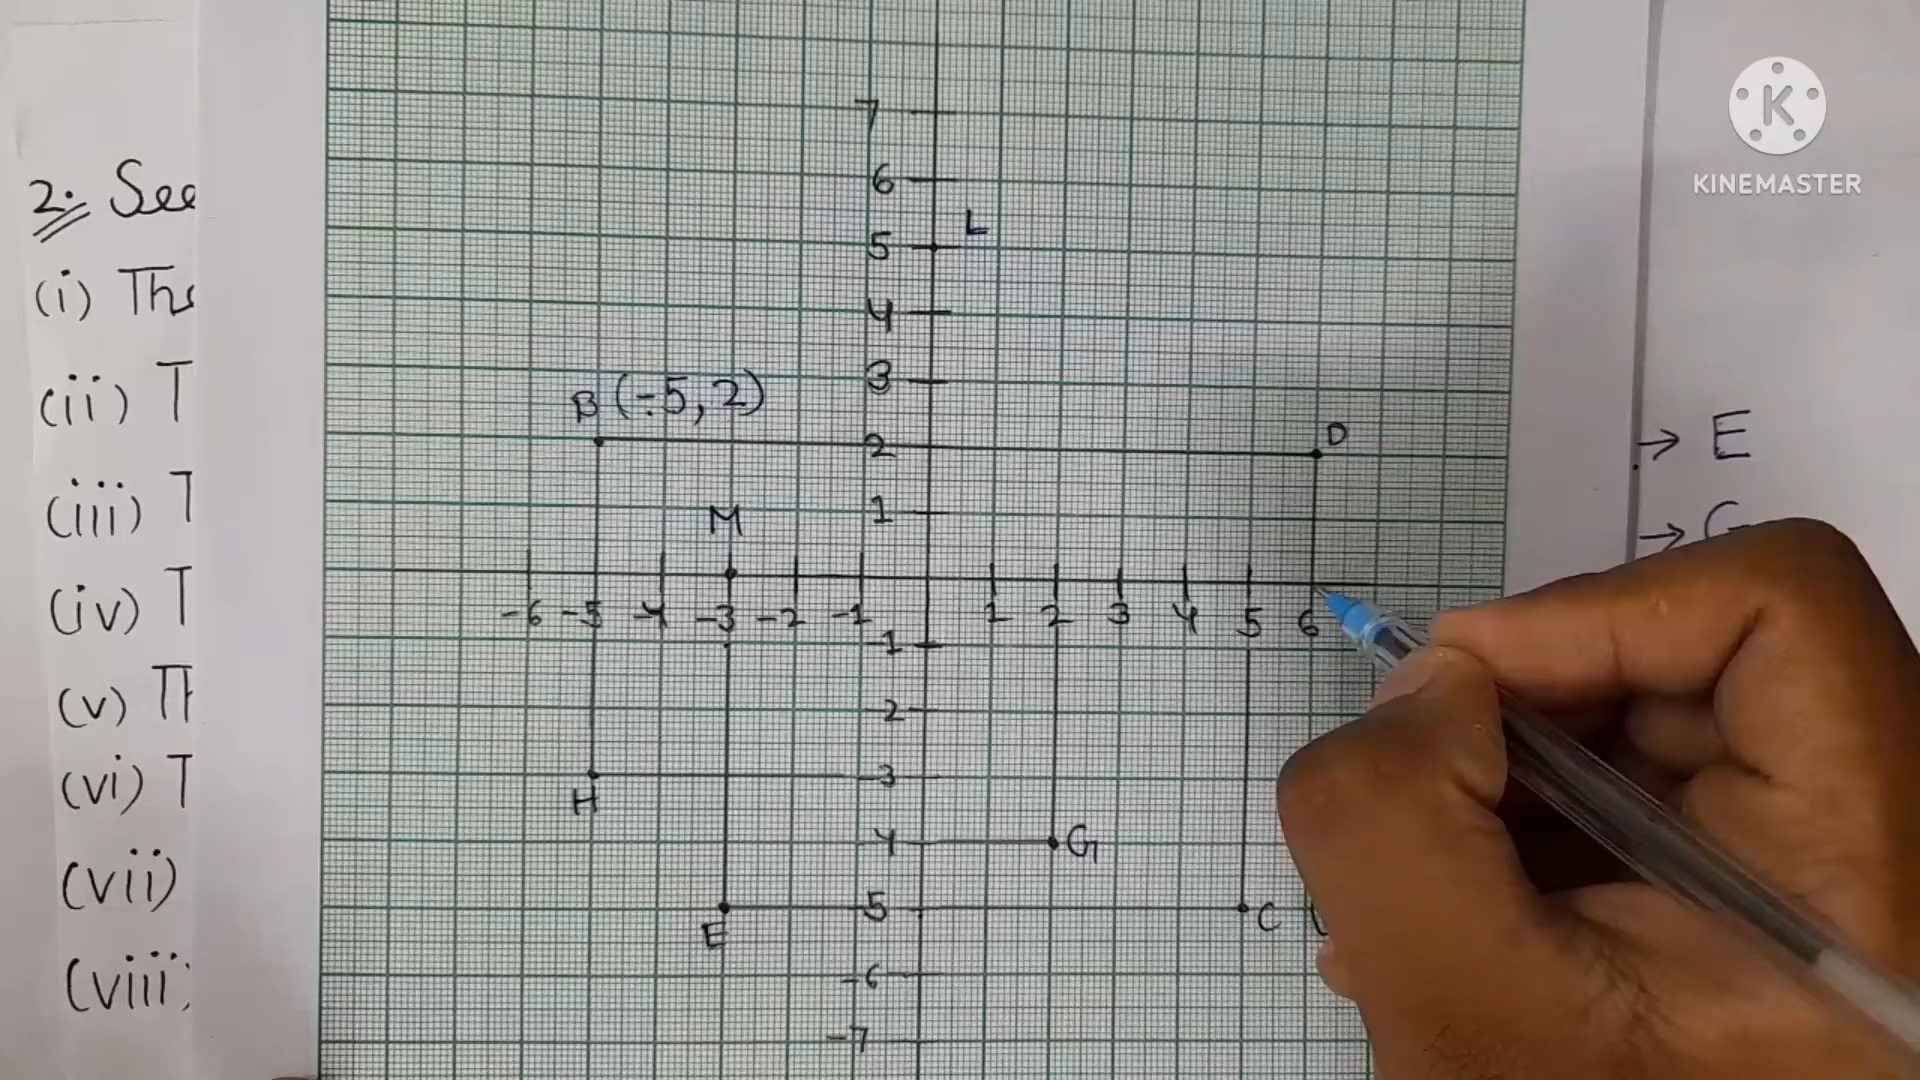 KINEMASTER
2. See
(i) Th
(ii) T
(iii) T
(iv) T
(v) Th
(vi) T
(vii)
(viii)
7
6
L
5
4
3
B (-5, 2)
2
D
1
M
-6 -5 -4 -3 -2 -1 1 2 3 4 5 6
-1
-2
-3
H
-4
G
-5
E
C (
-6
-7
→ E
→ G